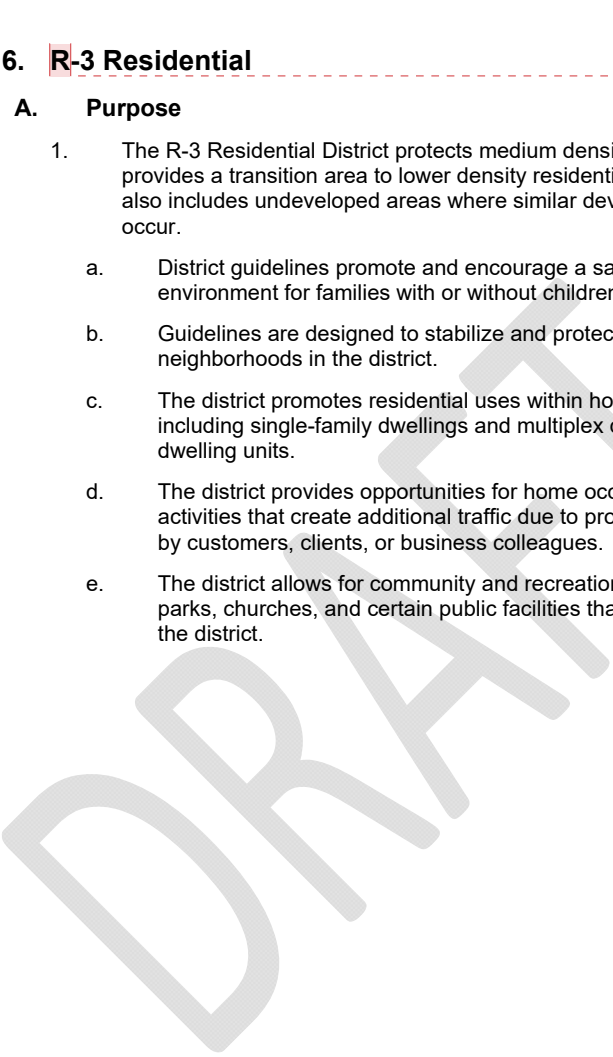 6. R-3 Residential
A. Purpose
1. The R-3 Residential District protects medium densi
provides a transition area to lower density residenti
also includes undeveloped areas where similar dev
occur.
a. District guidelines promote and encourage a sa
environment for families with or without children
b. Guidelines are designed to stabilize and protec
neighborhoods in the district.
c. The district promotes residential uses within ho
including single-family dwellings and multiplex
dwelling units.
d. The district provides opportunities for home occ
activities that create additional traffic due to pro
by customers, clients, or business colleagues.
e. The district allows for community and recreation
parks, churches, and certain public facilities tha
the district.
DRAFT